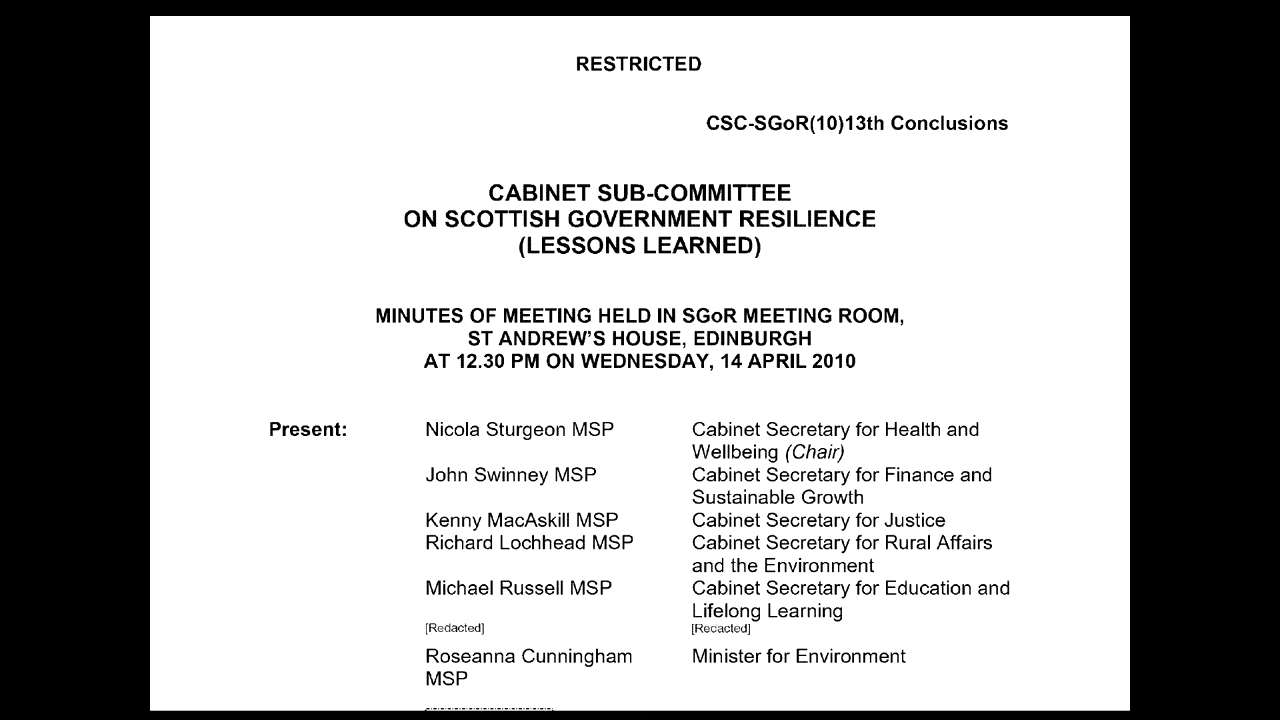 RESTRICTED
CSC-SGoR(10)13th Conclusions
CABINET SUB-COMMITTEE
ON SCOTTISH GOVERNMENT RESILIENCE
(LESSONS LEARNED)
MINUTES OF MEETING HELD IN SGoR MEETING ROOM,
ST ANDREW'S HOUSE, EDINBURGH
AT 12.30 PM ON WEDNESDAY, 14 APRIL 2010
Present: Nicola Sturgeon MSP Cabinet Secretary for Health and
Wellbeing (Chair)
John Swinney MSP Cabinet Secretary for Finance and
Sustainable Growth
Kenny MacAskill MSP Cabinet Secretary for Justice
Richard Lochhead MSP Cabinet Secretary for Rural Affairs
and the Environment
Michael Russell MSP Cabinet Secretary for Education and
Lifelong Learning
[Redacted] [Redacted]
Roseanna Cunningham Minister for Environment
MSP